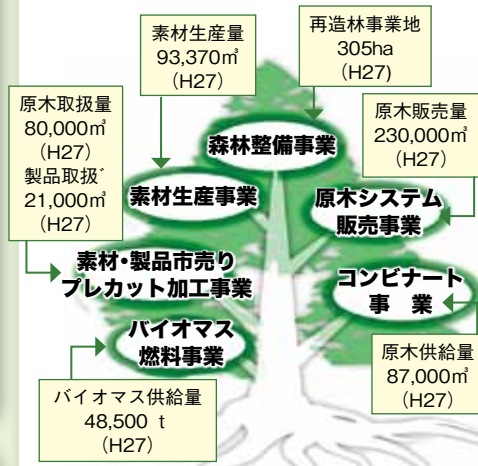 素材生産量
93,370㎥
(H27)
再造林事業地
305ha
(H27)
原木取扱量
80,000㎥
(H27)
製品取扱゛
21,000㎥
(H27)
原木販売量
230,000㎥
(H27)
森林整備事業
素材生産事業
原木システム
販売事業
素材・製品市売り
プレカット加工事業
コンビナート
事　業
バイオマス
燃料事業
原木供給量
87,000㎥
(H27)
バイオマス供給量
48,500 t
(H27)